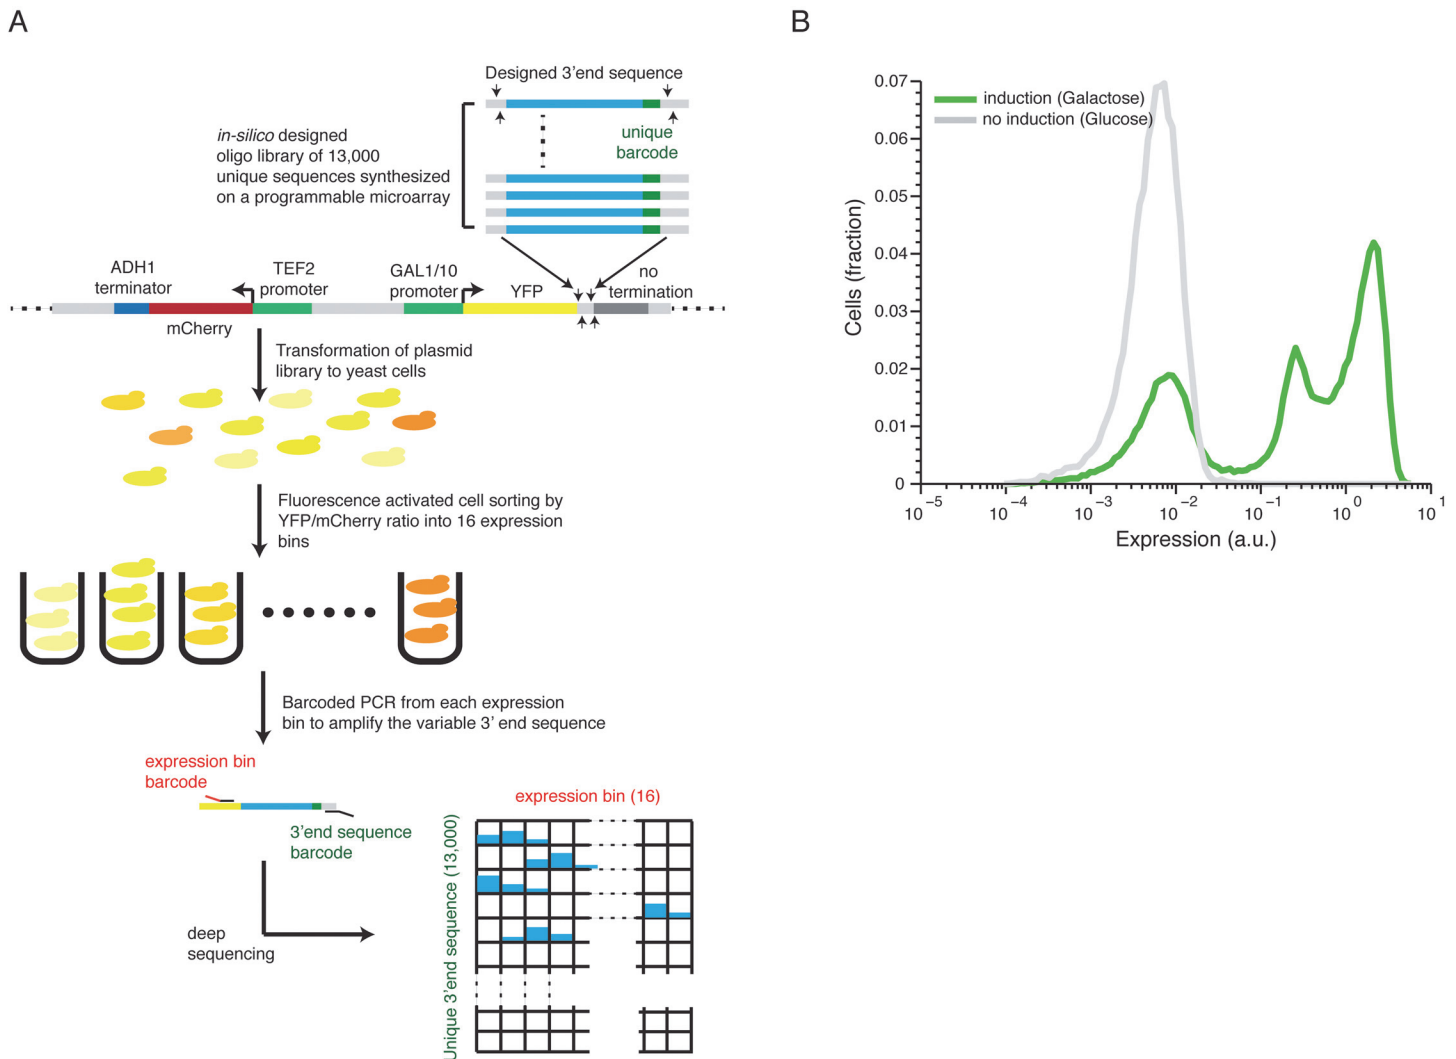 A
Designed 3'end sequence
in-silico designed
oligo library of 13,000
unique sequences synthesized
on a programmable microarray
unique
barcode
ADH1
terminator
TEF2
promoter
GAL1/10
promoter
YFP
no
termination
mCherry
Transformation of plasmid
library to yeast cells
Fluorescence activated cell sorting by
YFP/mCherry ratio into 16 expression
bins
Barcoded PCR from each expression
bin to amplify the variable 3' end sequence
expression bin
barcode
3'end sequence
barcode
deep
sequencing
expression bin (16)
Unique 3'end sequence (13,000)
B
induction (Galactose)
no induction (Glucose)
Cells (fraction)
0.07
0.06
0.05
0.04
0.03
0.02
0.01
0
10^-5
10^-4
10^-3
10^-2
10^-1
10^0
10^1
Expression (a.u.)